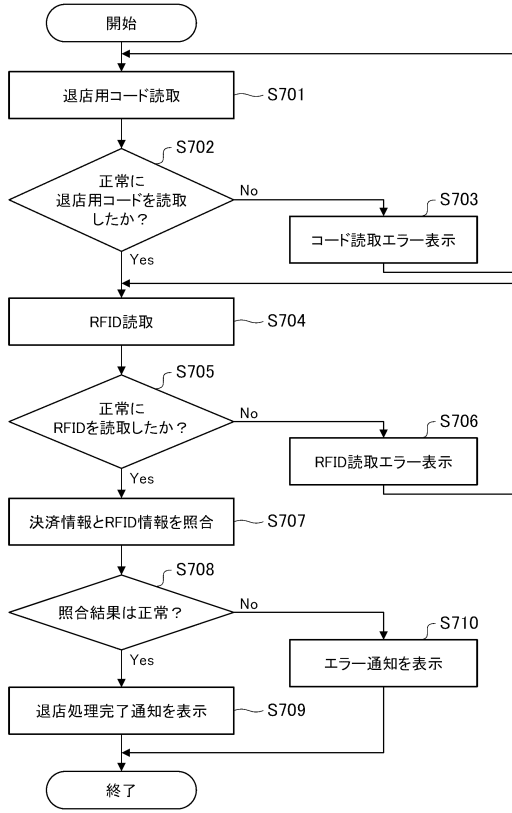 開始
退店用コード読取
S701
S702
正常に
退店用コードを読取
したか？
No
S703
コード読取エラー表示
Yes
RFID読取
S704
S705
正常に
RFIDを読取したか？
No
S706
RFID読取エラー表示
Yes
決済情報とRFID情報を照合
S707
S708
照合結果は正常？
No
S710
エラー通知を表示
Yes
退店処理完了通知を表示
S709
終了